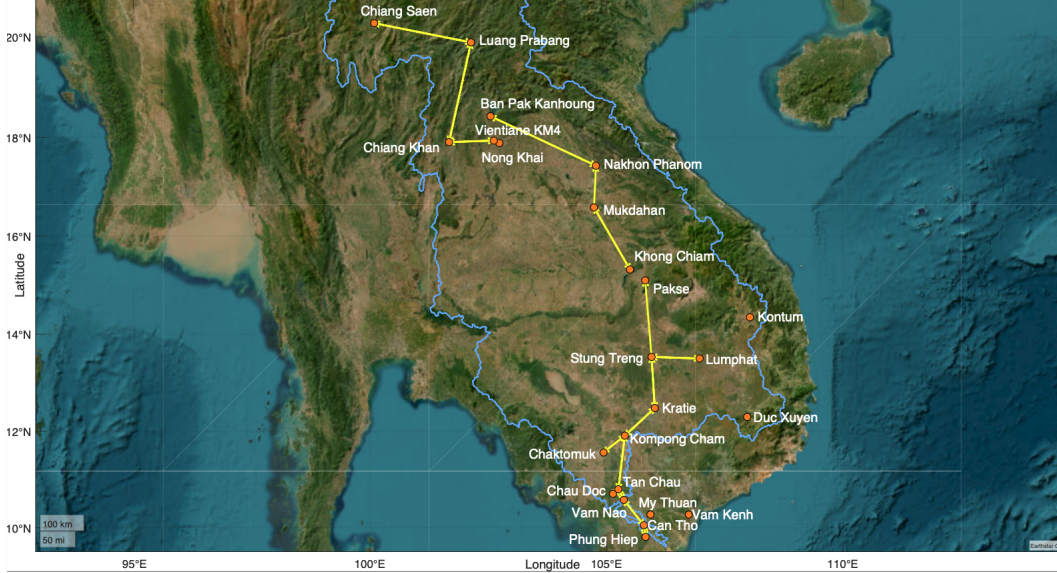 Chiang Saen
20°N
Luang Prabang
Ban Pak Kanhoung
Vientiane KM4
18°N
Chiang Khan
Nong Khai
Nakhon Phanom
Mukdahan
16°N
Khong Chiam
Latitude
Pakse
Kontum
14°N
Stung Treng
Lumphat
Kratie
Duc Xuyen
12°N
Kompong Cham
Chaktomuk
Tan Chau
Chau Doc
My Thuan
Vam Nao
Vam Kenh
100 km
10°N
Can Tho
50 mi
Phung Hiep
Earthstar
95°E
100°E
Longitude
105°E
110°E